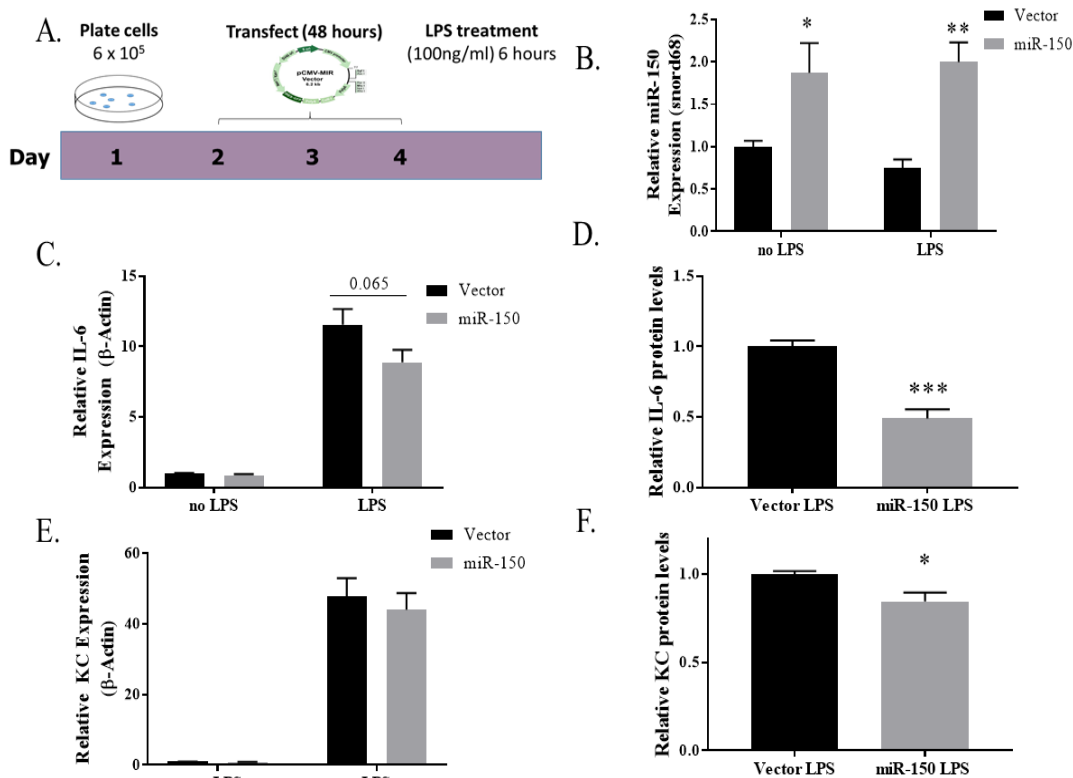 A.
Plate cells
6 x 10⁵
Transfect (48 hours)
LPS treatment
(100ng/ml) 6 hours
pCMV-MIR
Vector
Day
1
2
3
4
B.
Vector
miR-150
Relative miR-150
Expression (snord68)
2.5
2.0
1.5
1.0
0.5
0.0
*
**
no LPS
LPS
C.
Relative IL-6
Expression (β-Actin)
15
10
5
0
0.065
Vector
miR-150
no LPS
LPS
D.
Relative IL-6 protein levels
1.5
1.0
0.5
0.0
***
Vector LPS
miR-150 LPS
E.
Relative KC Expression
(β-Actin)
60
40
20
0
Vector
miR-150
F.
Relative KC protein levels
1.0
0.5
0.0
*
Vector LPS
miR-150 LPS